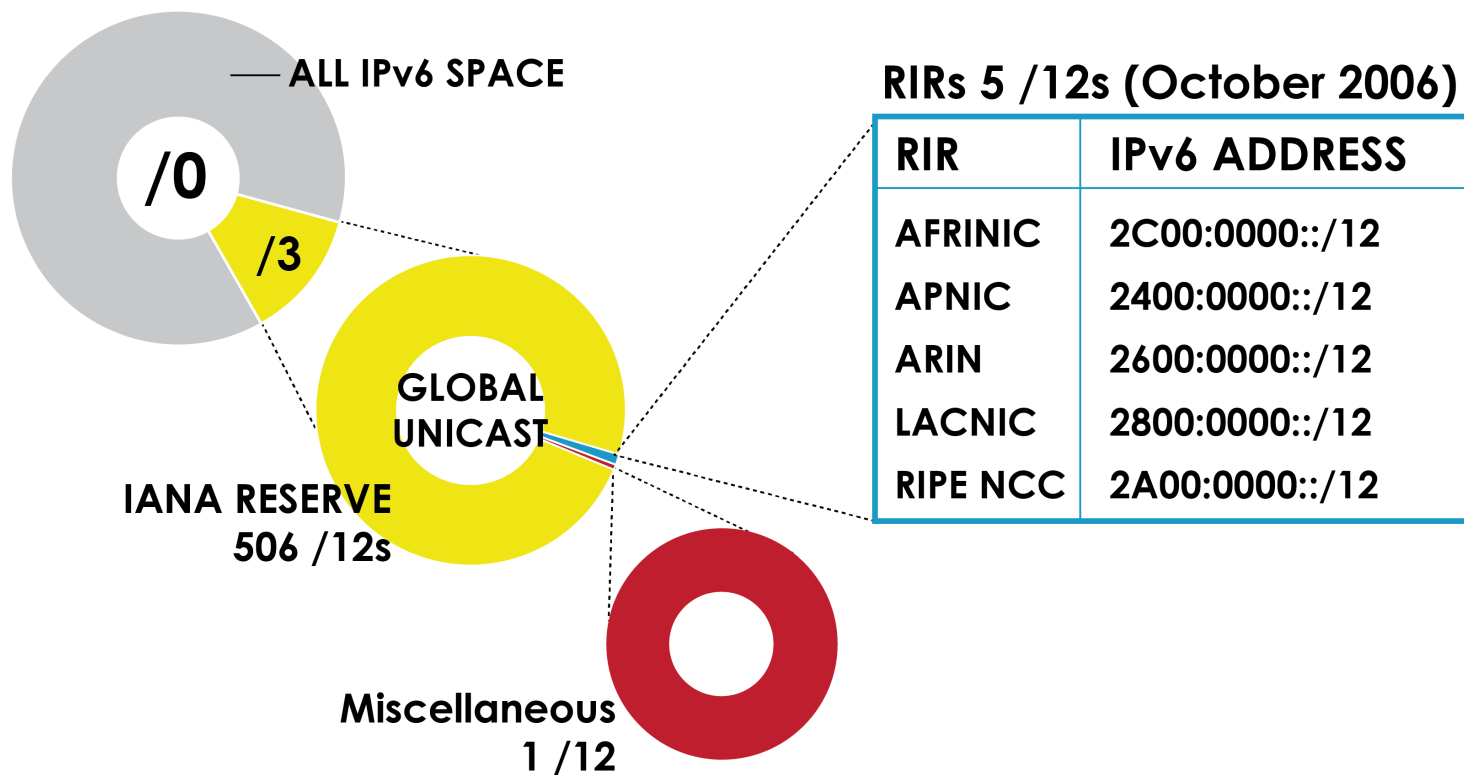 ALL IPv6 SPACE
/0
/3
GLOBAL
UNICAST
IANA RESERVE
506 /12s
Miscellaneous
1 /12
RIRs 5 /12s (October 2006)
RIR IPv6 ADDRESS
AFRINIC 2C00:0000::/12
APNIC 2400:0000::/12
ARIN 2600:0000::/12
LACNIC 2800:0000::/12
RIPE NCC 2A00:0000::/12